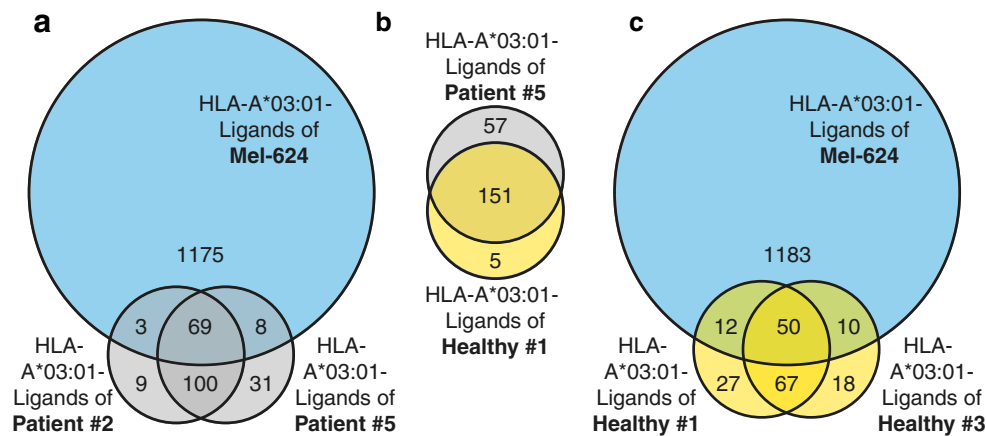 a
HLA-A*03:01-
Ligands of
Mel-624
1175
3
69
8
9
100
31
HLA-
A*03:01-
Ligands of
Patient #2
HLA-
A*03:01-
Ligands of
Patient #5
b
HLA-A*03:01-
Ligands of
Patient #5
57
151
5
HLA-A*03:01-
Ligands of
Healthy #1
c
HLA-A*03:01-
Ligands of
Mel-624
1183
12
50
10
27
67
18
HLA-
A*03:01-
Ligands of
Healthy #1
HLA-
A*03:01-
Ligands of
Healthy #3